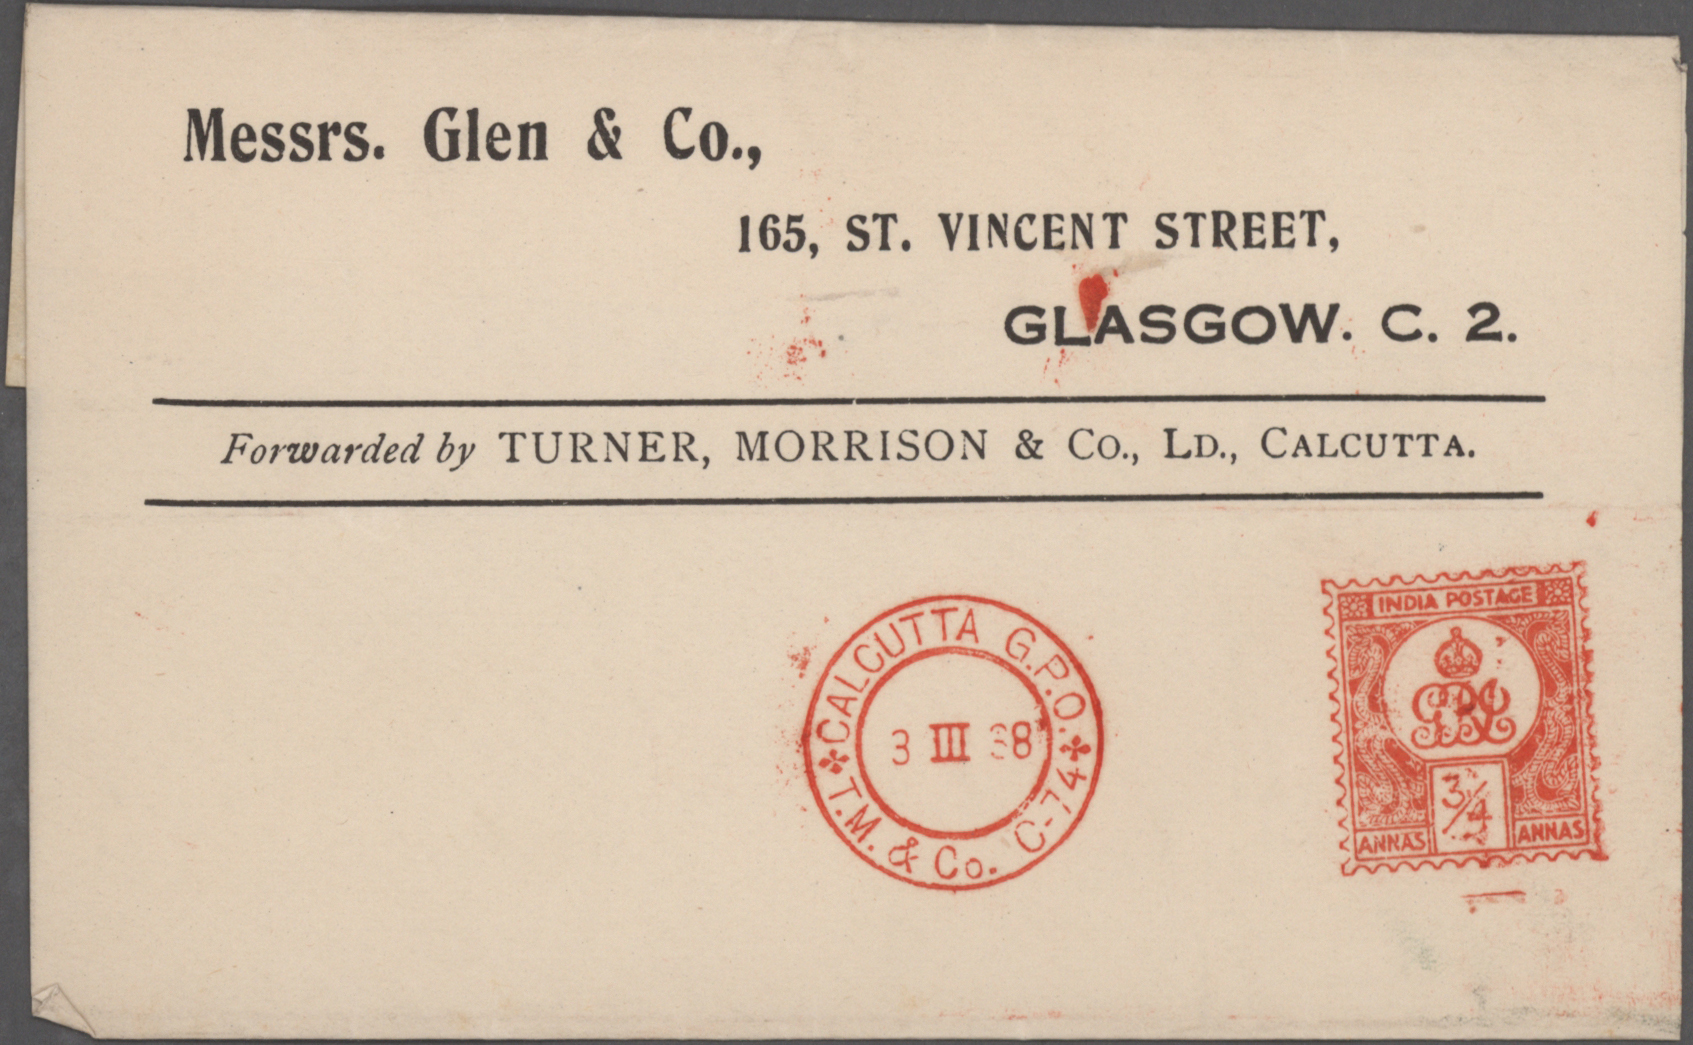 Messrs. Glen & Co.,
165, ST. VINCENT STREET,
GLASGOW. C. 2.
Forwarded by TURNER, MORRISON & Co., LD., CALCUTTA.
CALCUTTA G.P.O.
3 III 38
T.M. & Co. C-74
INDIA POSTAGE
GRI
3/4
ANNAS ANNAS